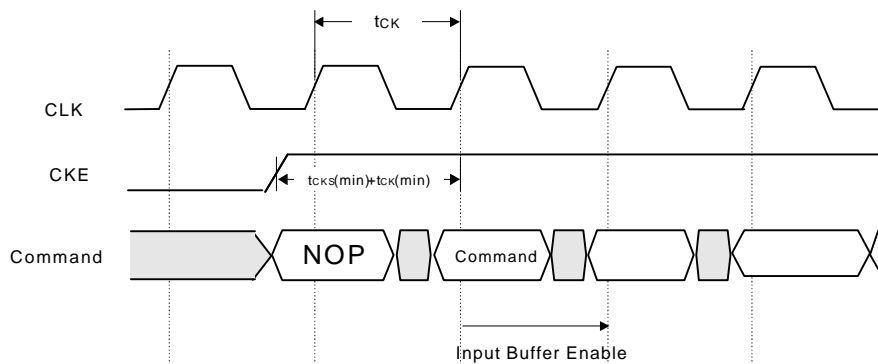 tCK
CLK
CKE
tCKS(min)+tCK(min)
Command NOP Command
Input Buffer Enable